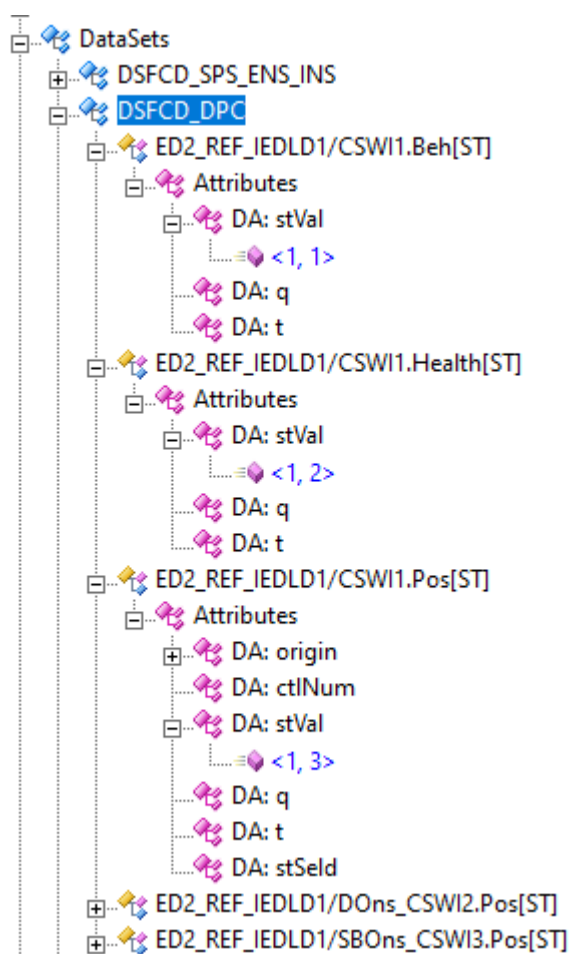 DataSets
DSFCD_SPS_ENS_INS
DSFCD_DPC
ED2_REF_IEDLD1/CSWI1.Beh[ST]
Attributes
DA: stVal
<1, 1>
DA: q
DA: t
ED2_REF_IEDLD1/CSWI1.Health[ST]
Attributes
DA: stVal
<1, 2>
DA: q
DA: t
ED2_REF_IEDLD1/CSWI1.Pos[ST]
Attributes
DA: origin
DA: ctlNum
DA: stVal
<1, 3>
DA: q
DA: t
DA: stSeld
ED2_REF_IEDLD1/DOns_CSWI2.Pos[ST]
ED2_REF_IEDLD1/SBOns_CSWI3.Pos[ST]